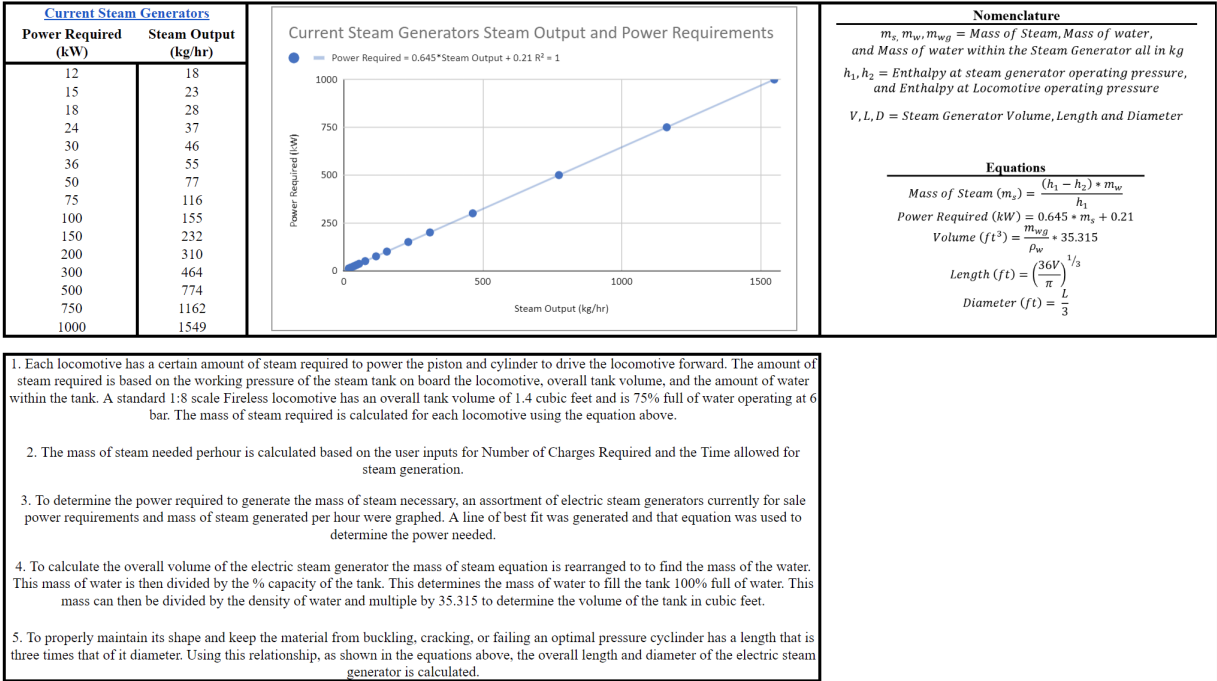 Current Steam Generators
Power Required (kW) Steam Output (kg/hr)
12 18
15 23
18 28
24 37
30 46
36 55
50 77
75 116
100 155
150 232
200 310
300 464
500 774
750 1162
1000 1549
Current Steam Generators Steam Output and Power Requirements
Power Required = 0.645*Steam Output + 0.21 R² = 1
Power Required (kW)
1000
750
500
250
0
0 500 1000 1500
Steam Output (kg/hr)
Nomenclature
m_s, m_w, m_wg = Mass of Steam, Mass of water,
and Mass of water within the Steam Generator all in kg
h₁, h₂ = Enthalpy at steam generator operating pressure,
and Enthalpy at Locomotive operating pressure
V, L, D = Steam Generator Volume, Length and Diameter
Equations
Mass of Steam (m_s) = (h₁ − h₂) * m_w / h₁
Power Required (kW) = 0.645 * m_s + 0.21
Volume (ft³) = m_wg / ρ_w * 35.315
Length (ft) = (36V / π)^1/3
Diameter (ft) = L / 3
1. Each locomotive has a certain amount of steam required to power the piston and cylinder to drive the locomotive forward. The amount of
steam required is based on the working pressure of the steam tank on board the locomotive, overall tank volume, and the amount of water
within the tank. A standard 1:8 scale Fireless locomotive has an overall tank volume of 1.4 cubic feet and is 75% full of water operating at 6
bar. The mass of steam required is calculated for each locomotive using the equation above.
2. The mass of steam needed perhour is calculated based on the user inputs for Number of Charges Required and the Time allowed for
steam generation.
3. To determine the power required to generate the mass of steam necessary, an assortment of electric steam generators currently for sale
power requirements and mass of steam generated per hour were graphed. A line of best fit was generated and that equation was used to
determine the power needed.
4. To calculate the overall volume of the electric steam generator the mass of steam equation is rearranged to to find the mass of the water.
This mass of water is then divided by the % capacity of the tank. This determines the mass of water to fill the tank 100% full of water. This
mass can then be divided by the density of water and multiple by 35.315 to determine the volume of the tank in cubic feet.
5. To properly maintain its shape and keep the material from buckling, cracking, or failing an optimal pressure cyclinder has a length that is
three times that of it diameter. Using this relationship, as shown in the equations above, the overall length and diameter of the electric steam
generator is calculated.